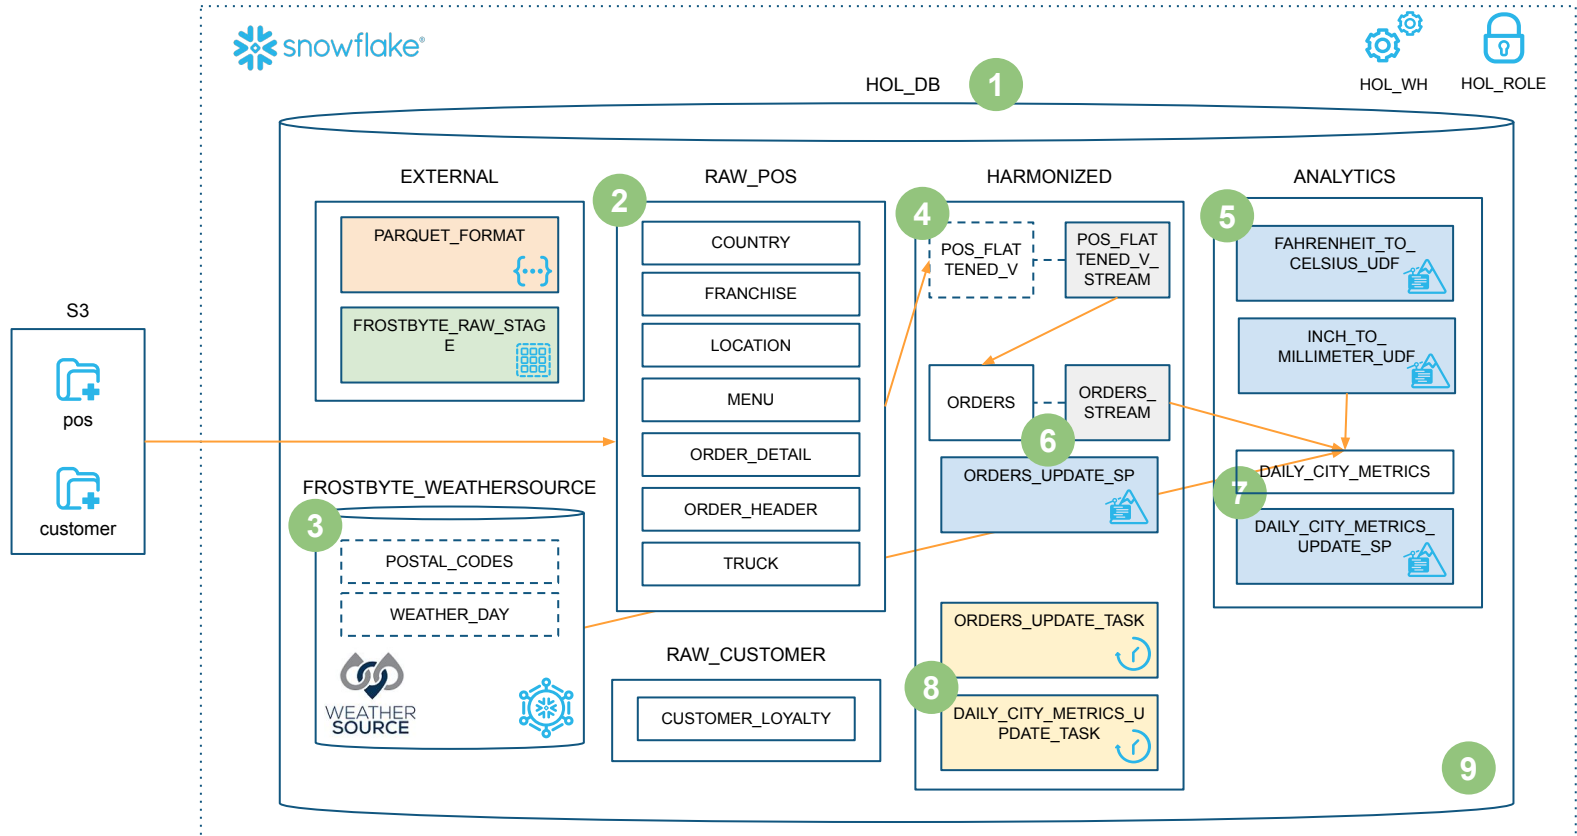 snowflake®
HOL_DB
1
HOL_WH
HOL_ROLE
S3
pos
customer
EXTERNAL
PARQUET_FORMAT
{···}
FROSTBYTE_RAW_STAG
E
FROSTBYTE_WEATHERSOURCE
3
POSTAL_CODES
WEATHER_DAY
WEATHER
SOURCE
RAW_POS
2
COUNTRY
FRANCHISE
LOCATION
MENU
ORDER_DETAIL
ORDER_HEADER
TRUCK
RAW_CUSTOMER
CUSTOMER_LOYALTY
HARMONIZED
4
POS_FLAT
TENED_V
POS_FLAT
TENED_V_
STREAM
ORDERS
ORDERS_
STREAM
6
ORDERS_UPDATE_SP
ORDERS_UPDATE_TASK
8
DAILY_CITY_METRICS_U
PDATE_TASK
ANALYTICS
5
FAHRENHEIT_TO_
CELSIUS_UDF
INCH_TO_
MILLIMETER_UDF
DAILY_CITY_METRICS
7
DAILY_CITY_METRICS_
UPDATE_SP
9